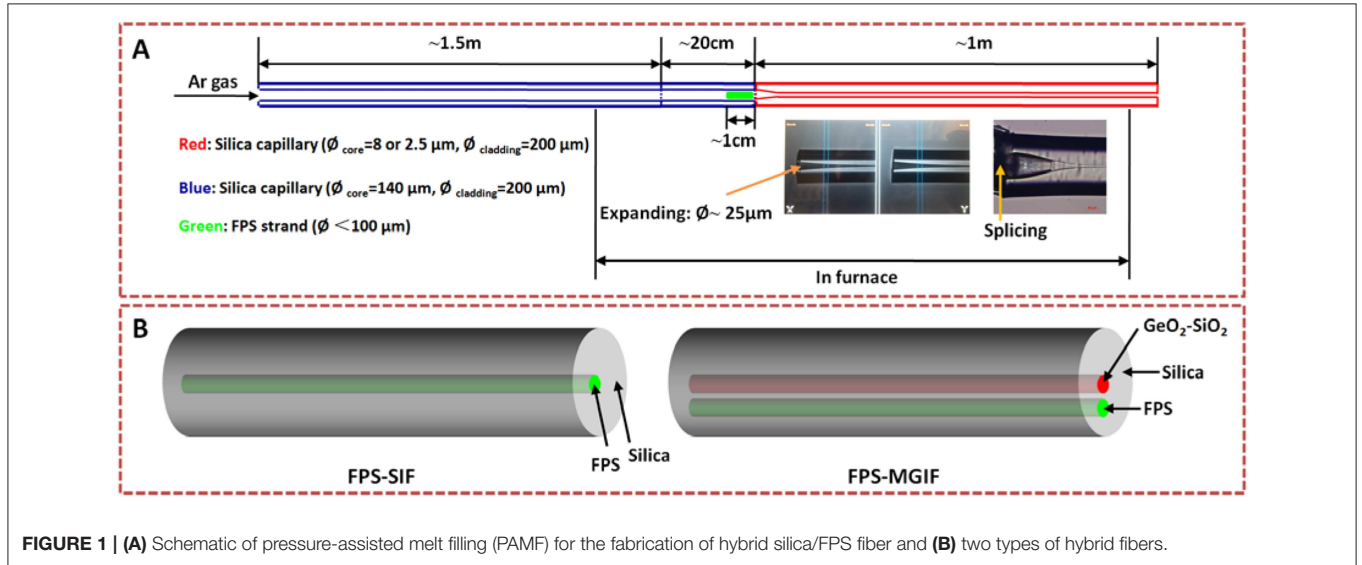 A
~1.5m
~20cm
~1m
Ar gas
~1cm
Red: Silica capillary (Ø core=8 or 2.5 μm, Ø cladding=200 μm)
Blue: Silica capillary (Ø core=140 μm, Ø cladding=200 μm)
Green: FPS strand (Ø <100 μm)
Expanding: Ø~ 25μm
X
Y
Splicing
In furnace
B
GeO₂-SiO₂
Silica
FPS
FPS
Silica
FPS-SIF
FPS-MGIF
FIGURE 1 | (A) Schematic of pressure-assisted melt filling (PAMF) for the fabrication of hybrid silica/FPS fiber and (B) two types of hybrid fibers.